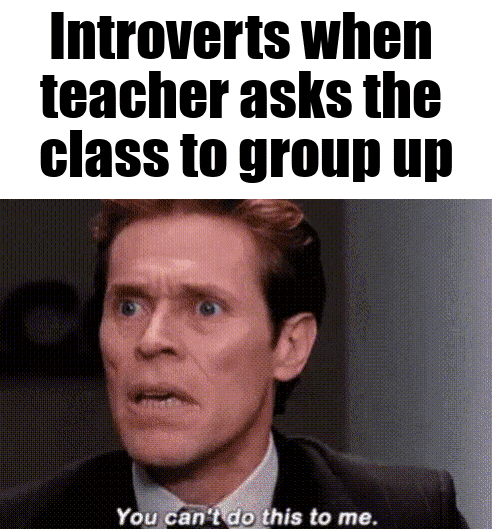 Introverts when
teacher asks the
class to group up
You can't do this to me.